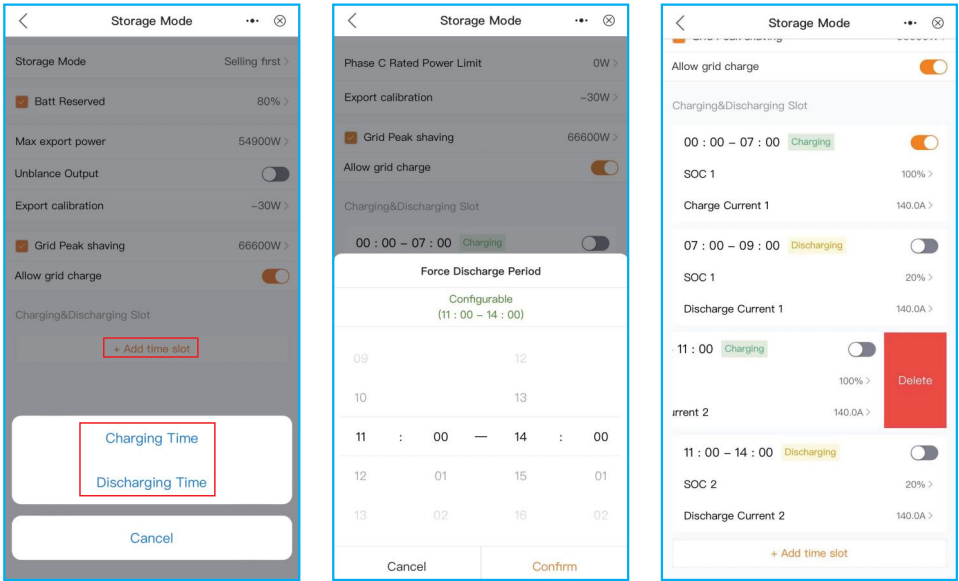 Storage Mode
Storage Mode Selling first >
Batt Reserved 80% >
Max export power 54900W >
Unblance Output
Export calibration -30W >
Grid Peak shaving 66600W >
Allow grid charge
Charging&Discharging Slot
+ Add time slot
Charging Time
Discharging Time
Cancel
Storage Mode
Phase C Rated Power Limit 0W >
Export calibration -30W >
Grid Peak shaving 66600W >
Allow grid charge
Charging&Discharging Slot
00 : 00 – 07 : 00 Charging
Force Discharge Period
Configurable
(11 : 00 – 14 : 00)
09 12
10 13
11 : 00 — 14 : 00
12 01 15 01
13 02 16 02
Cancel Confirm
Storage Mode
Grid Peak shaving
Allow grid charge
Charging&Discharging Slot
00 : 00 – 07 : 00 Charging
SOC 1 100% >
Charge Current 1 140.0A >
07 : 00 – 09 : 00 Discharging
SOC 1 20% >
Discharge Current 1 140.0A >
11 : 00 Charging
100% > Delete
urrent 2 140.0A >
11 : 00 – 14 : 00 Discharging
SOC 2 20% >
Discharge Current 2 140.0A >
+ Add time slot